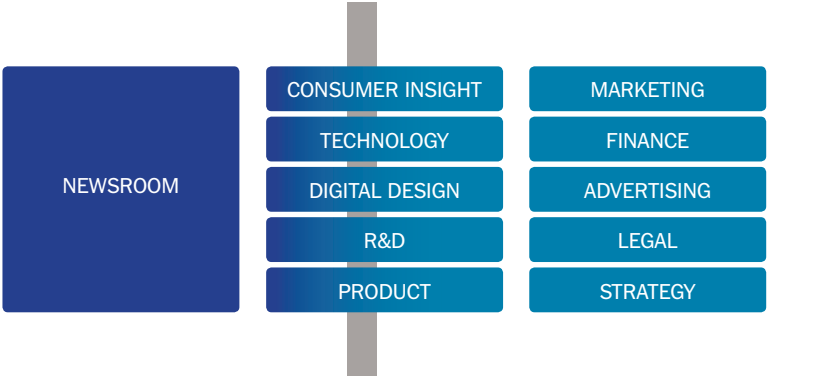 NEWSROOM
CONSUMER INSIGHT
TECHNOLOGY
DIGITAL DESIGN
R&D
PRODUCT
MARKETING
FINANCE
ADVERTISING
LEGAL
STRATEGY